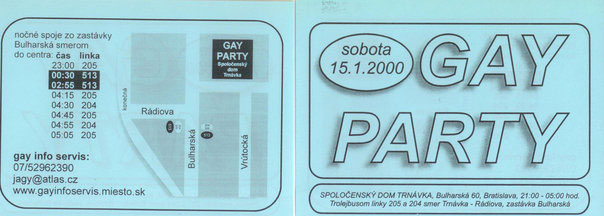 nočné spoje zo zastávky
Bulharská smerom
do centra: čas linka
23:00 205
00:30 513
02:55 513
04:15 205
04:30 204
04:45 205
04:55 204
05:05 205
gay info servis:
07/52962390
jagy@atlas.cz
www.gayinfoservis.miesto.sk
GAY
PARTY
Spoločenský
dom
Trnávka
konečná
Rádiova
Bulharská
Vrútocká
sobota
15.1.2000
GAY
PARTY
SPOLOČENSKÝ DOM TRNÁVKA, Bulharská 60, Bratislava, 21:00 - 05:00 hod.
Trolejbusom linky 205 a 204 smer Trnávka - Rádiova, zastávka Bulharská